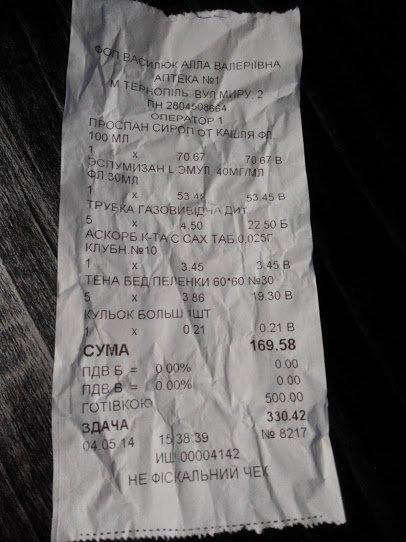 ФОП ВАСИЛЮК АЛЛА ВАЛЕРІЇВНА
АПТЕКА №1
М.ТЕРНОПІЛЬ. ВУЛ МИРУ. 2
ПН 2804508664
ОПЕРАТОР 1
ПРОСПАН СИРОП ОТ КАШЛЯ ФЛ.
100 МЛ
1 x 70.67 70.67 В
ЭСПУМИЗАН L ЭМУЛ. 40МГ/МЛ
ФЛ.30МЛ
1 x 53.45 53.45 В
ТРУБКА ГАЗОВИВІДНА ДИТ.
5 x 4.50 22.50 Б
АСКОРБ.К-ТА С САХ ТАБ.0,025Г
КЛУБН.№10
1 x 3.45 3.45 В
ТЕНА БЕД ПЕЛЕНКИ 60*60 №30
5 x 3.86 19.30 В
КУЛЬОК БОЛЬШ 1ШТ
1 x 0.21 0.21 В
СУМА 169.58
ПДВ Б = 0.00% 0.00
ПДВ В = 0.00% 0.00
ГОТІВКОЮ 500.00
ЗДАЧА 330.42
04.05.14 15:38:39 № 8217
ИЦ! 00004142
НЕ ФІСКАЛЬНИЙ ЧЕК